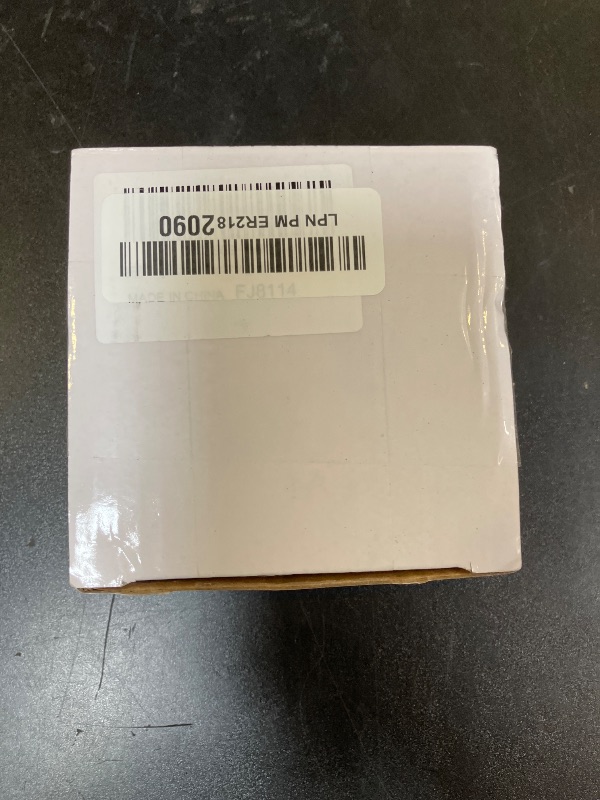 LPN PM ER2182090
MADE IN CHINA FJ8114